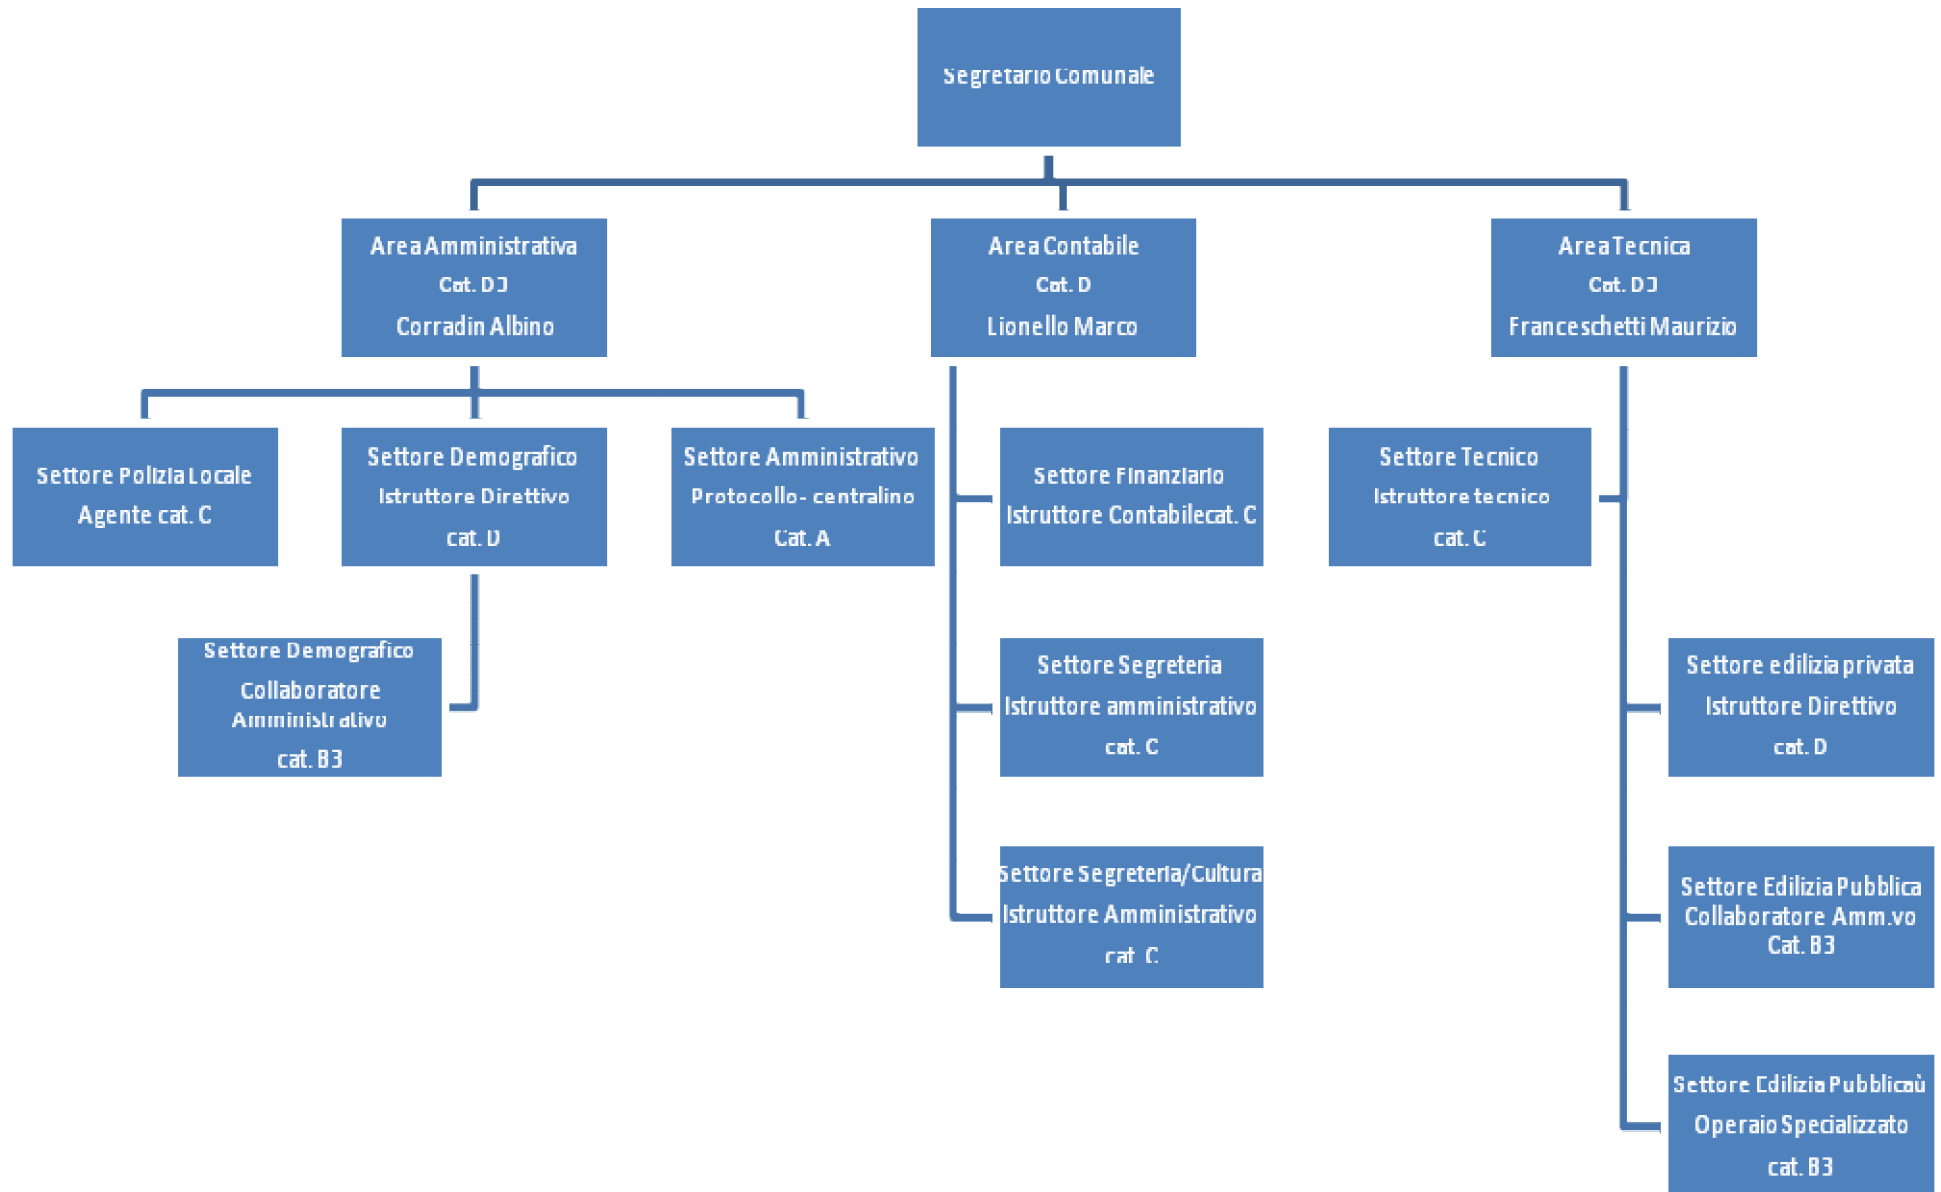 Segretario Comunale
Area Amministrativa
Cat. D3
Corradin Albino
Area Contabile
Cat. D
Lionello Marco
Area Tecnica
Cat. D3
Franceschetti Maurizio
Settore Polizia Locale
Agente cat. C
Settore Demografico
Istruttore Direttivo
cat. D
Settore Amministrativo
Protocollo- centralino
Cat. A
Settore Finanziario
Istruttore Contabilecat. C
Settore Tecnico
Istruttore tecnico
cat. C
Settore Demografico
Collaboratore
Amministrativo
cat. B3
Settore Segreteria
Istruttore amministrativo
cat. C
Settore edilizia privata
Istruttore Direttivo
cat. D
Settore Segreteria/Cultura
Istruttore Amministrativo
cat. C
Settore Edilizia Pubblica
Collaboratore Amm.vo
Cat. B3
Settore Edilizia Pubblicaù
Operaio Specializzato
cat. B3